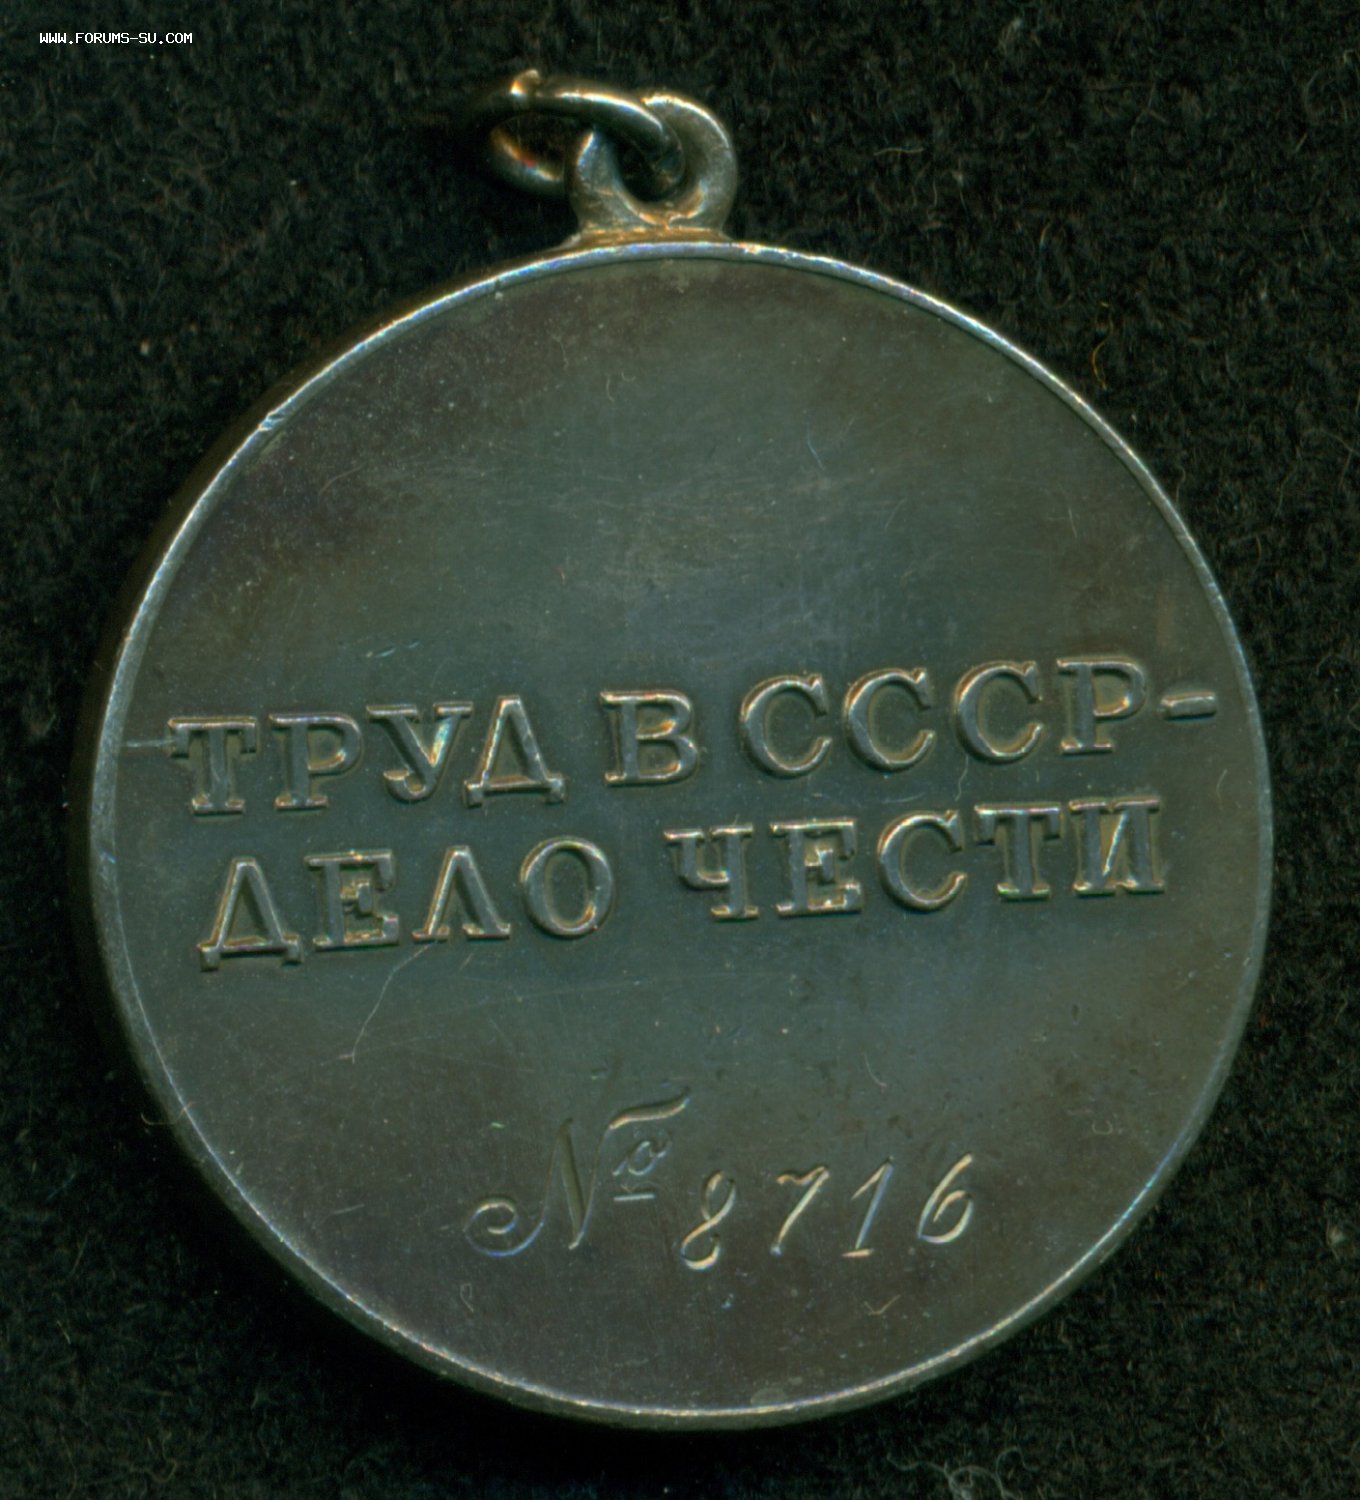 WWW.FORUMS-SU.COM
ТРУД В СССР-
ДЕЛО ЧЕСТИ
№ 8716